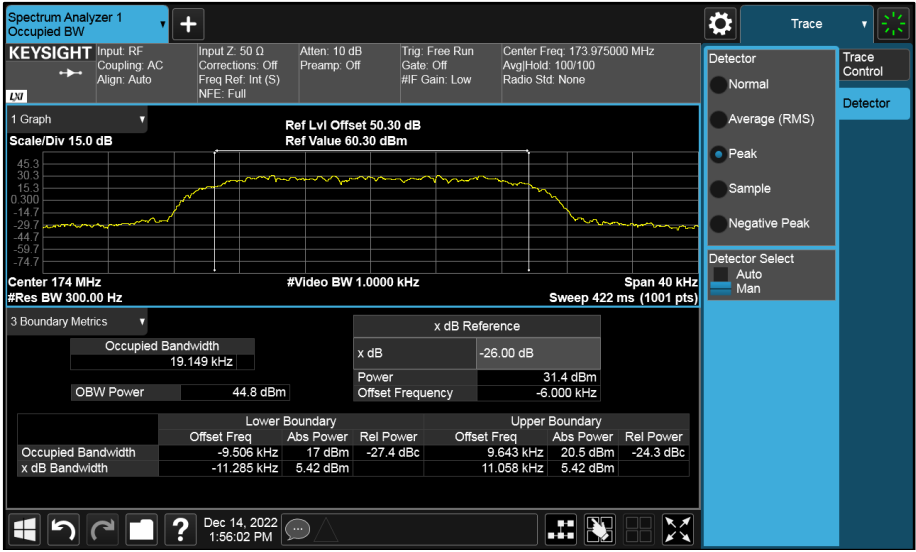 Spectrum Analyzer 1
Occupied BW
+
Trace
KEYSIGHT
LXI
Input: RF
Coupling: AC
Align: Auto
Input Z: 50 Ω
Corrections: Off
Freq Ref: Int (S)
NFE: Full
Atten: 10 dB
Preamp: Off
Trig: Free Run
Gate: Off
#IF Gain: Low
Center Freq: 173.975000 MHz
Avg|Hold: 100/100
Radio Std: None
1 Graph
Scale/Div 15.0 dB
Ref Lvl Offset 50.30 dB
Ref Value 60.30 dBm
45.3
30.3
15.3
0.300
-14.7
-29.7
-44.7
-59.7
-74.7
Center 174 MHz
#Video BW 1.0000 kHz
Span 40 kHz
#Res BW 300.00 Hz
Sweep 422 ms (1001 pts)
3 Boundary Metrics
Occupied Bandwidth
19.149 kHz
OBW Power 44.8 dBm
x dB Reference
x dB -26.00 dB
Power 31.4 dBm
Offset Frequency -6.000 kHz
Lower Boundary Upper Boundary
Offset Freq Abs Power Rel Power Offset Freq Abs Power Rel Power
Occupied Bandwidth -9.506 kHz 17 dBm -27.4 dBc 9.643 kHz 20.5 dBm -24.3 dBc
x dB Bandwidth -11.285 kHz 5.42 dBm 11.058 kHz 5.42 dBm
Detector
Normal
Average (RMS)
Peak
Sample
Negative Peak
Detector Select
Auto
Man
Trace
Control
Detector
?
Dec 14, 2022
1:56:02 PM